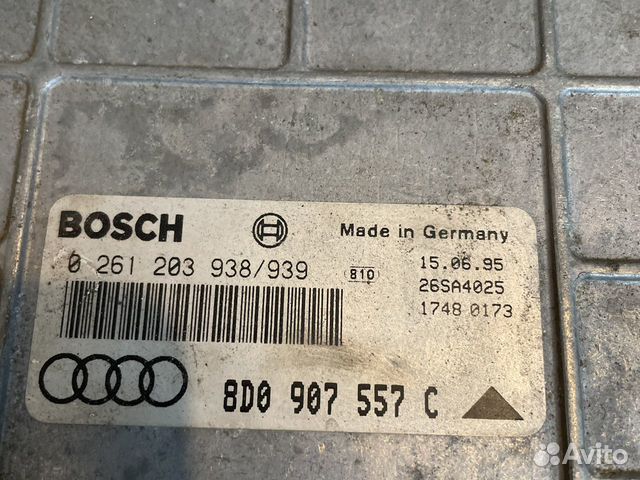 BOSCH
Made in Germany
0 261 203 938/939
810
15.06.95
26SA4025
1748 0173
8D0 907 557 C
Avito